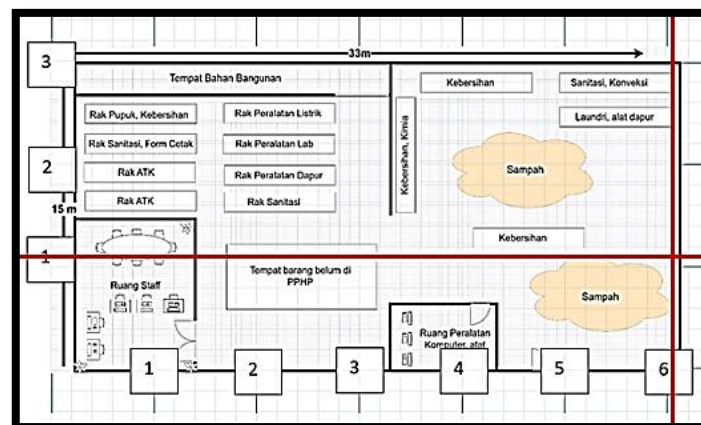 33m
3
Tempat Bahan Bangunan
Kebersihan
Sanitasi, Konveksi
Rak Pupuk, Kebersihan
Rak Peralatan Listrik
Laundri, alat dapur
Kebersihan, Kimia
Rak Sanitasi, Form Cetak
Rak Peralatan Lab
2
Rak ATK
Rak Peralatan Dapur
Sampah
Rak ATK
Rak Sanitasi
15 m
Kebersihan
1
Tempat barang belum di
PPHP
Ruang Staff
Sampah
Ruang Peralatan
Komputer, alat
1
2
3
4
5
6